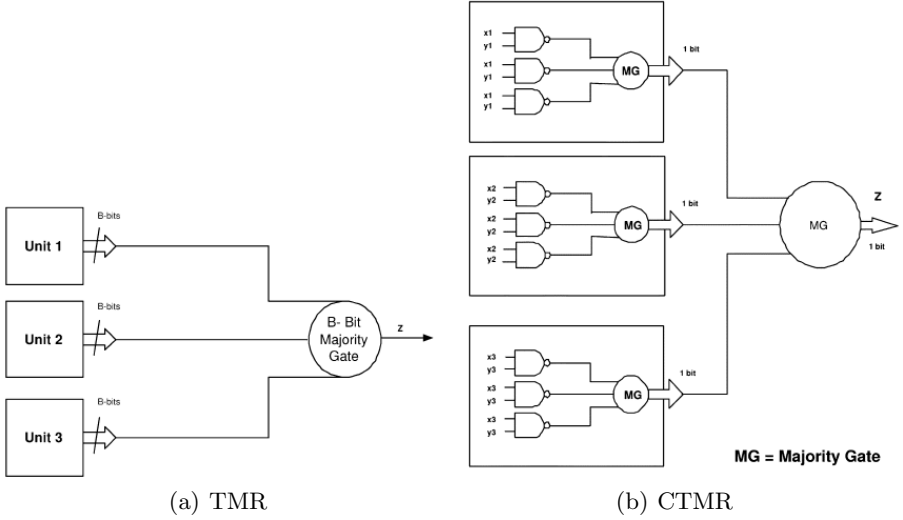 B-bits
Unit 1
B-bits
Unit 2
B- Bit
Majority
Gate
z
B-bits
Unit 3
(a) TMR
x1
y1
x1
y1
x1
y1
MG
1 bit
x2
y2
x2
y2
x2
y2
MG
1 bit
x3
y3
x3
y3
x3
y3
MG
1 bit
MG
Z
1 bit
MG = Majority Gate
(b) CTMR